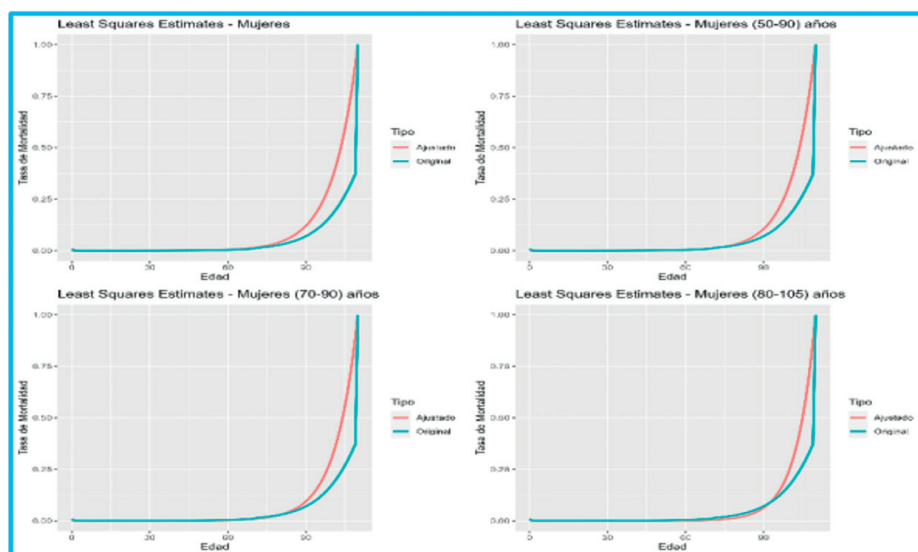 Least Squares Estimates - Mujeres
1.00
0.75
0.50
0.25
0.00
Tasa de Mortalidad
0
30
60
90
Edad
Tipo
Ajustado
Original
Least Squares Estimates - Mujeres (50-90) años
1.00
0.75
0.50
0.25
0.00
Tasa de Mortalidad
0
30
60
90
Edad
Tipo
Ajustado
Original
Least Squares Estimates - Mujeres (70-90) años
1.00
0.75
0.50
0.25
0.00
Tasa de Mortalidad
0
30
60
90
Edad
Tipo
Ajustado
Original
Least Squares Estimates - Mujeres (80-105) años
1.00
0.75
0.50
0.25
0.00
Tasa de Mortalidad
0
30
60
90
Edad
Tipo
Ajustado
Original